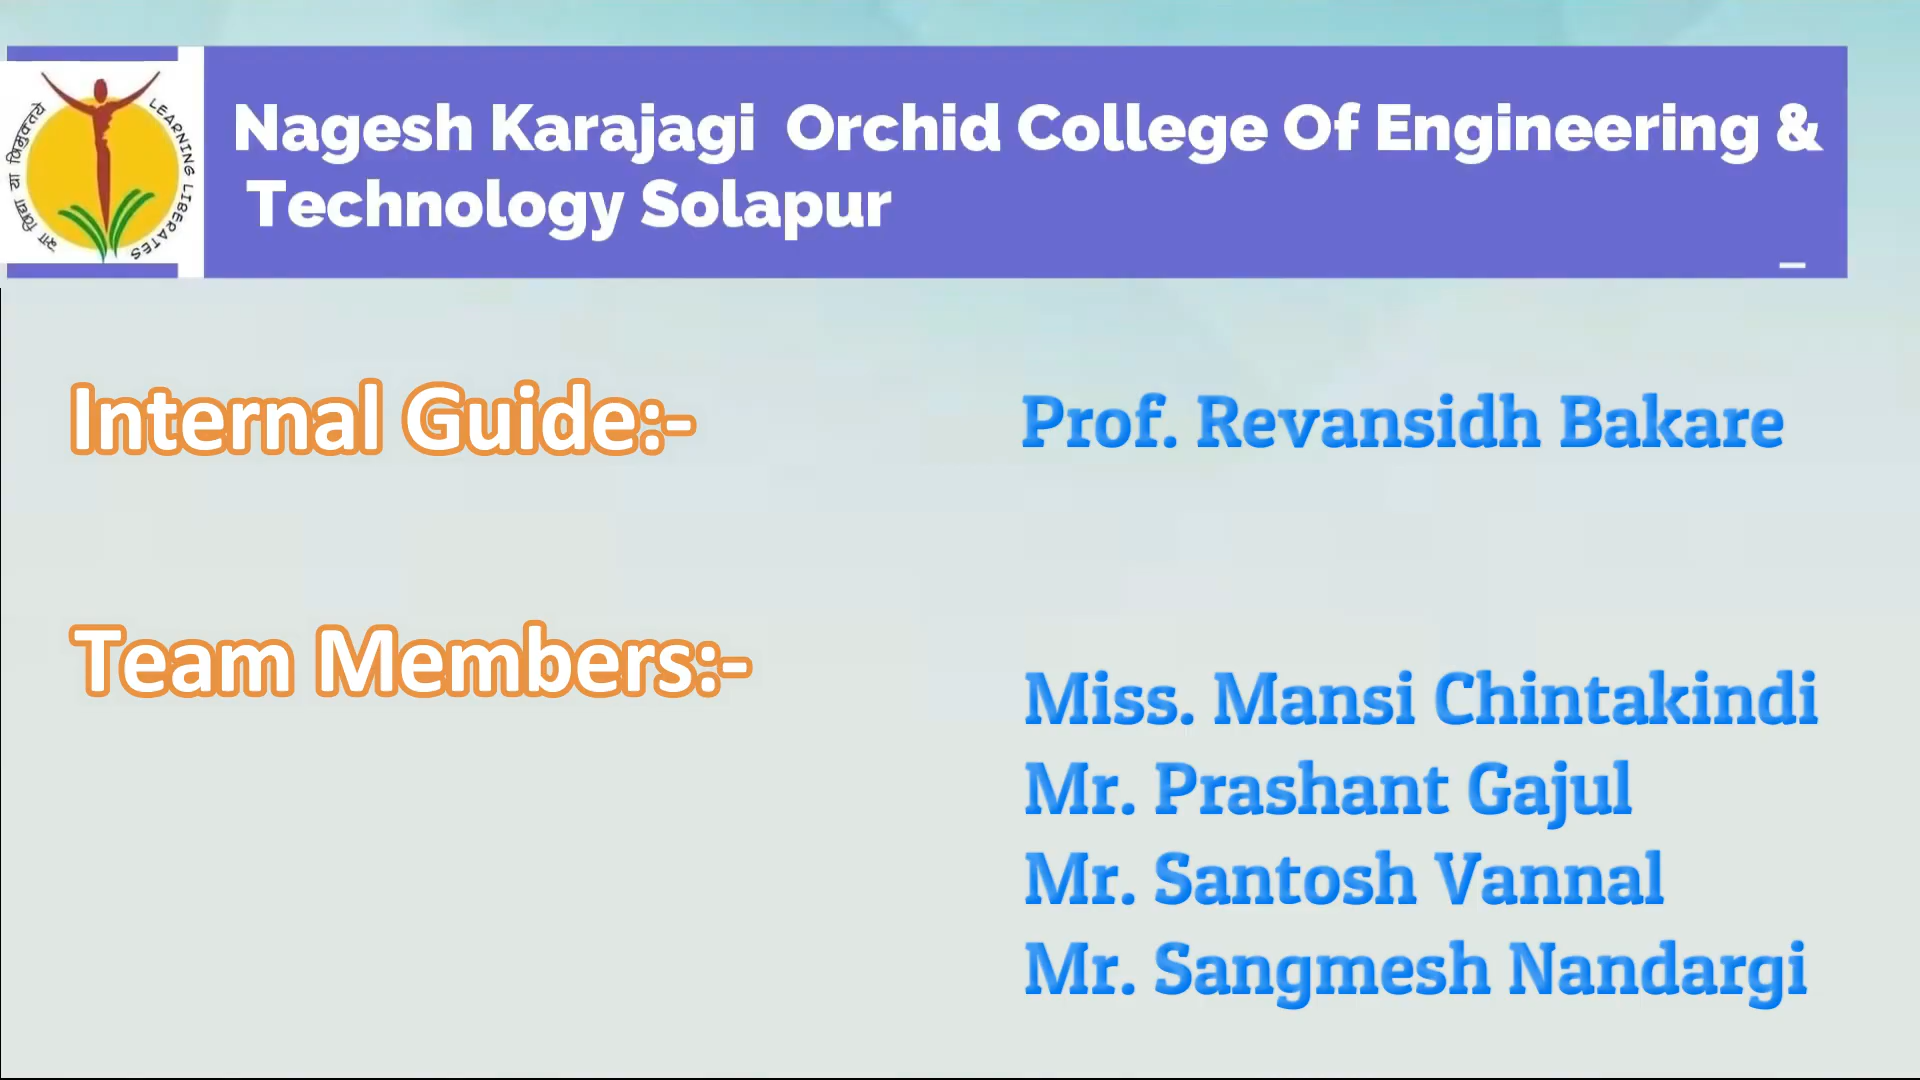 सा विद्या या विमुक्तये
LEARNING LIBERATES
Nagesh Karajagi Orchid College Of Engineering &
Technology Solapur
Internal Guide:-
Prof. Revansidh Bakare
Team Members:-
Miss. Mansi Chintakindi
Mr. Prashant Gajul
Mr. Santosh Vannal
Mr. Sangmesh Nandargi